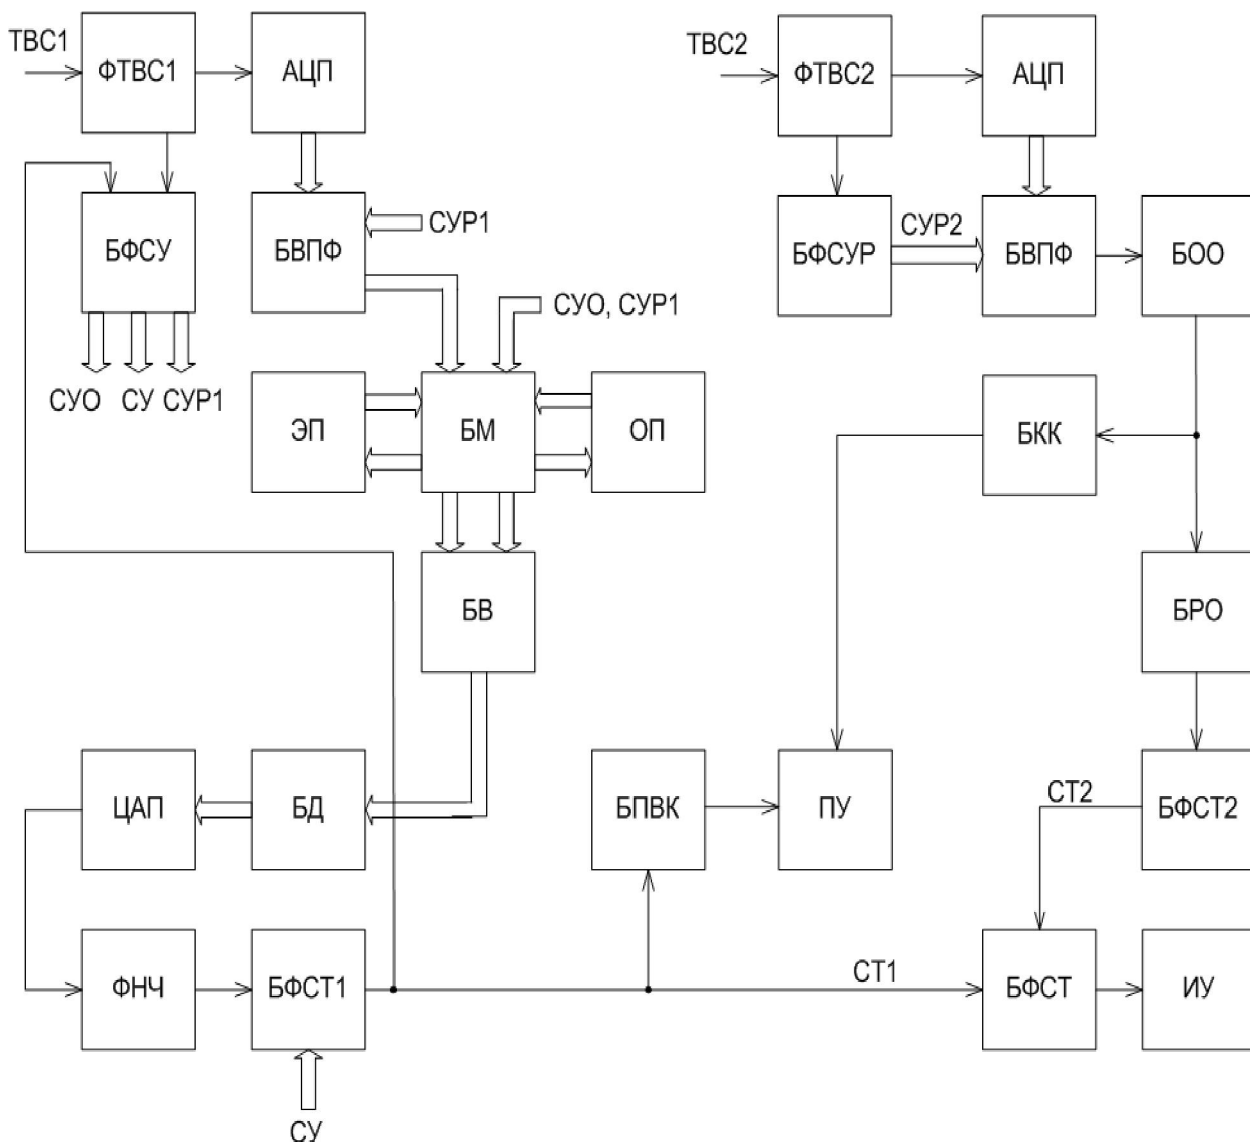 ТВС1
ФТВС1
АЦП
ТВС2
ФТВС2
АЦП
БФСУ
БВПФ
СУР1
БФСУР
СУР2
БВПФ
БОО
СУО, СУР1
СУО
СУ
СУР1
ЭП
БМ
ОП
БКК
БВ
БРО
ЦАП
БД
БПВК
ПУ
СТ2
БФСТ2
ФНЧ
БФСТ1
СТ1
БФСТ
ИУ
СУ